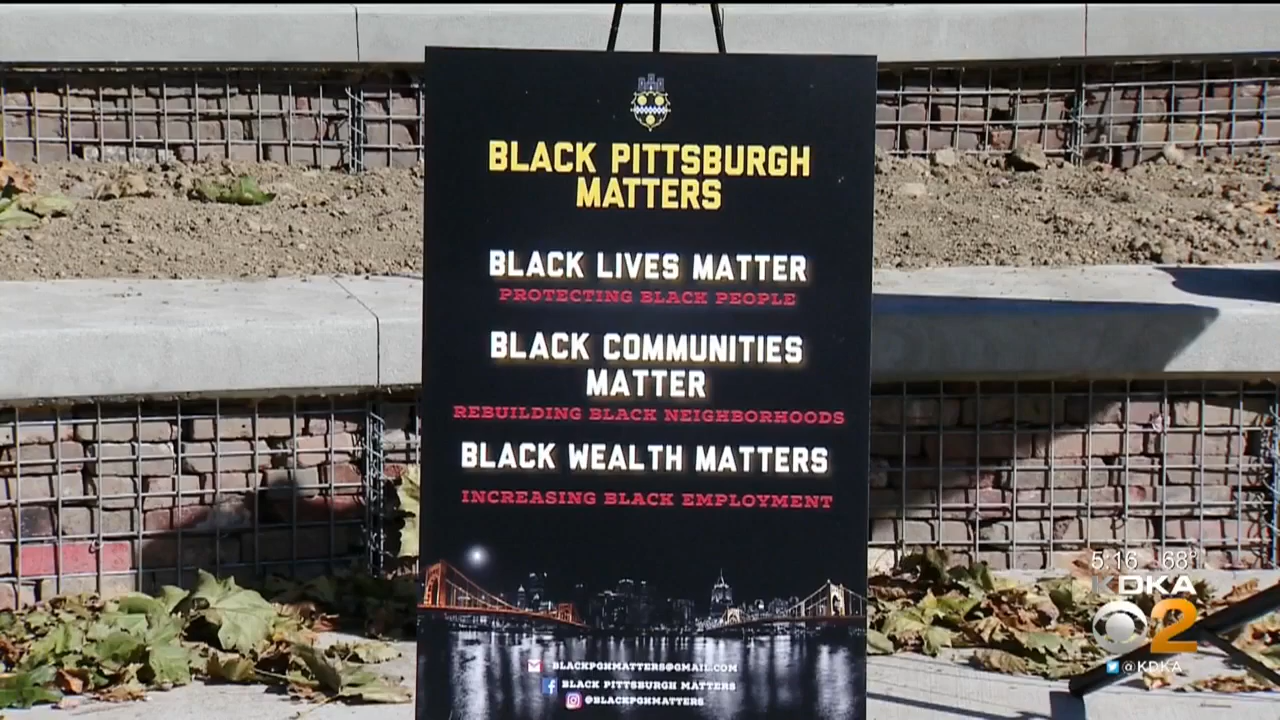 BLACK PITTSBURGH
MATTERS
BLACK LIVES MATTER
PROTECTING BLACK PEOPLE
BLACK COMMUNITIES
MATTER
REBUILDING BLACK NEIGHBORHOODS
BLACK WEALTH MATTERS
INCREASING BLACK EMPLOYMENT
BLACKPGHMATTERS@GMAIL.COM
BLACK PITTSBURGH MATTERS
@BLACKPGHMATTERS
5:16 68°
KDKA
2
@KDKA